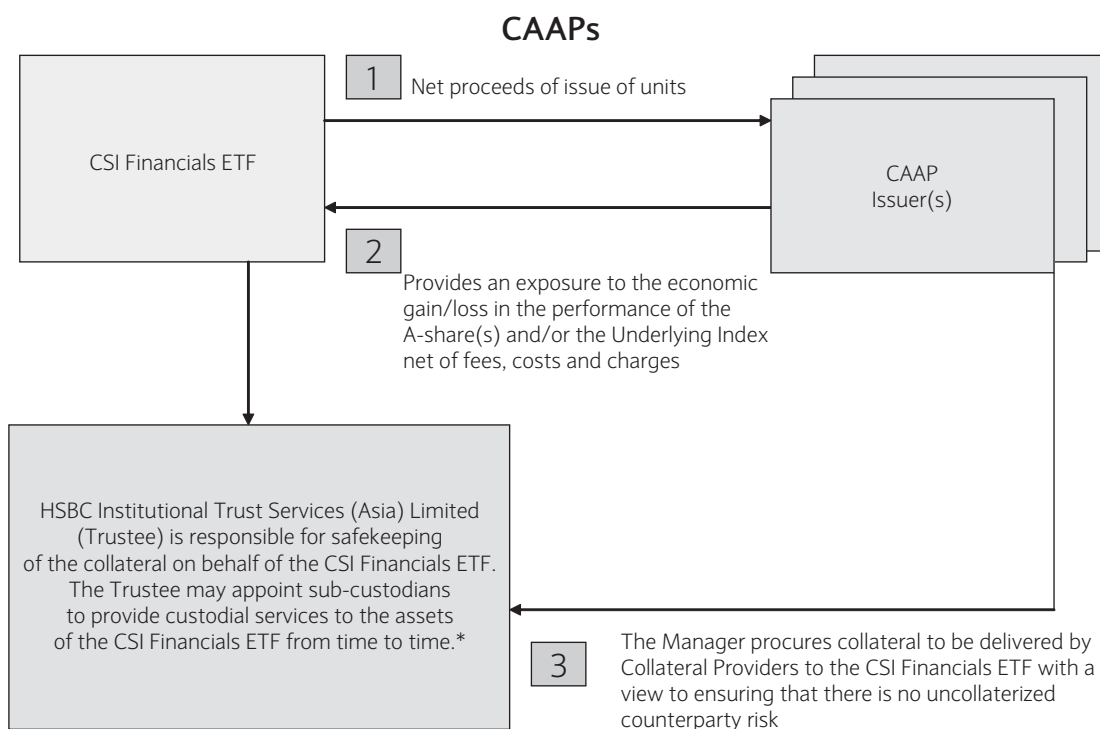 CAAPs
1
Net proceeds of issue of units
CSI Financials ETF
CAAP
Issuer(s)
2
Provides an exposure to the economic
gain/loss in the performance of the
A-share(s) and/or the Underlying Index
net of fees, costs and charges
HSBC Institutional Trust Services (Asia) Limited
(Trustee) is responsible for safekeeping
of the collateral on behalf of the CSI Financials ETF.
The Trustee may appoint sub-custodians
to provide custodial services to the assets
of the CSI Financials ETF from time to time.*
3
The Manager procures collateral to be delivered by
Collateral Providers to the CSI Financials ETF with a
view to ensuring that there is no uncollaterized
counterparty risk